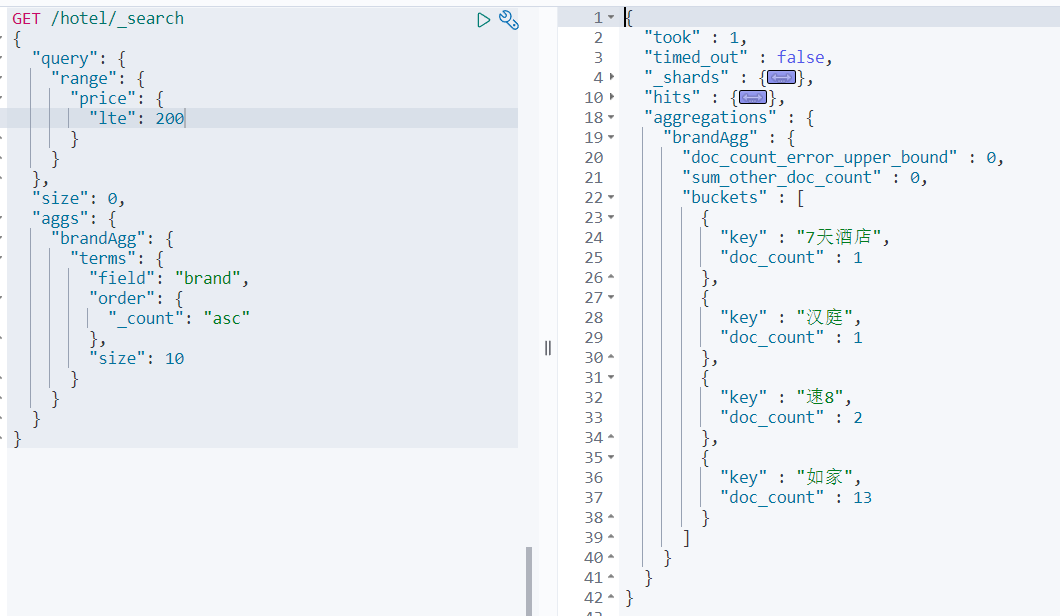 GET /hotel/_search
{
"query": {
"range": {
"price": {
"lte": 200
}
}
},
"size": 0,
"aggs": {
"brandAgg": {
"terms": {
"field": "brand",
"order": {
"_count": "asc"
},
"size": 10
}
}
}
}
1 {
2 "took" : 1,
3 "timed_out" : false,
4 "_shards" : {},
10 "hits" : {},
18 "aggregations" : {
19 "brandAgg" : {
20 "doc_count_error_upper_bound" : 0,
21 "sum_other_doc_count" : 0,
22 "buckets" : [
23 {
24 "key" : "7天酒店",
25 "doc_count" : 1
26 },
27 {
28 "key" : "汉庭",
29 "doc_count" : 1
30 },
31 {
32 "key" : "速8",
33 "doc_count" : 2
34 },
35 {
36 "key" : "如家",
37 "doc_count" : 13
38 }
39 ]
40 }
41 }
42 }